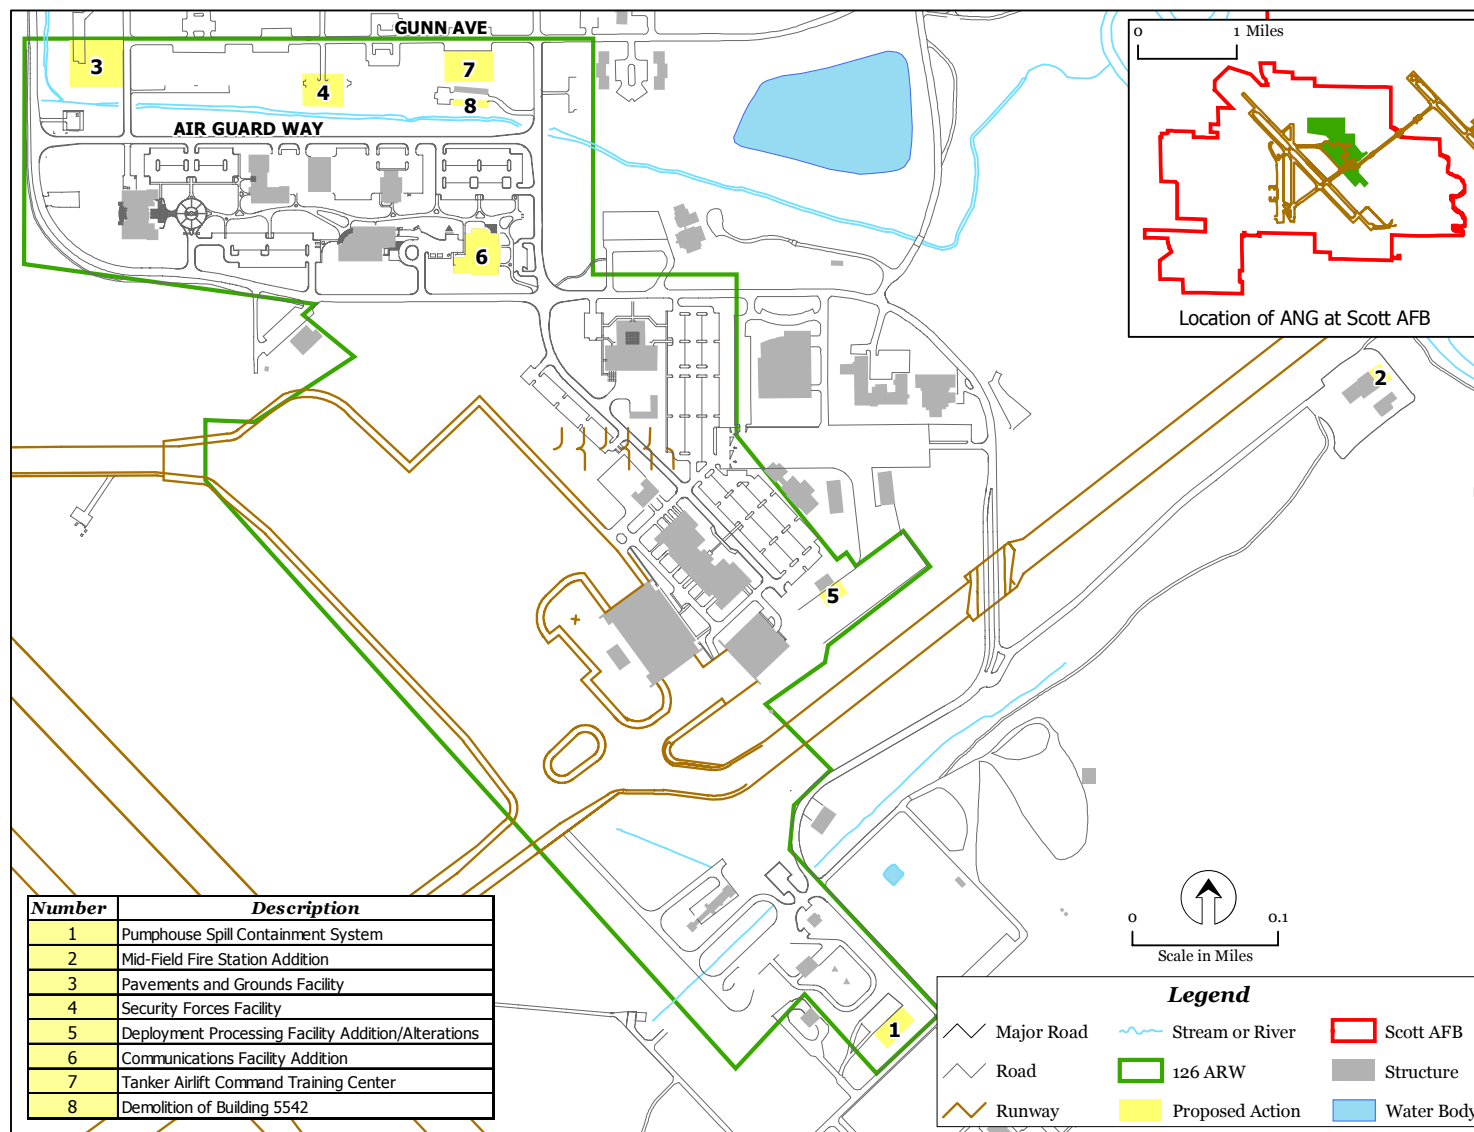 GUNN AVE
3
4
7
8
AIR GUARD WAY
6
5
2
1
0 1 Miles
Location of ANG at Scott AFB
Number Description
1 Pumphouse Spill Containment System
2 Mid-Field Fire Station Addition
3 Pavements and Grounds Facility
4 Security Forces Facility
5 Deployment Processing Facility Addition/Alterations
6 Communications Facility Addition
7 Tanker Airlift Command Training Center
8 Demolition of Building 5542
0 0.1
Scale in Miles
Legend
Major Road Stream or River Scott AFB
Road 126 ARW Structure
Runway Proposed Action Water Body